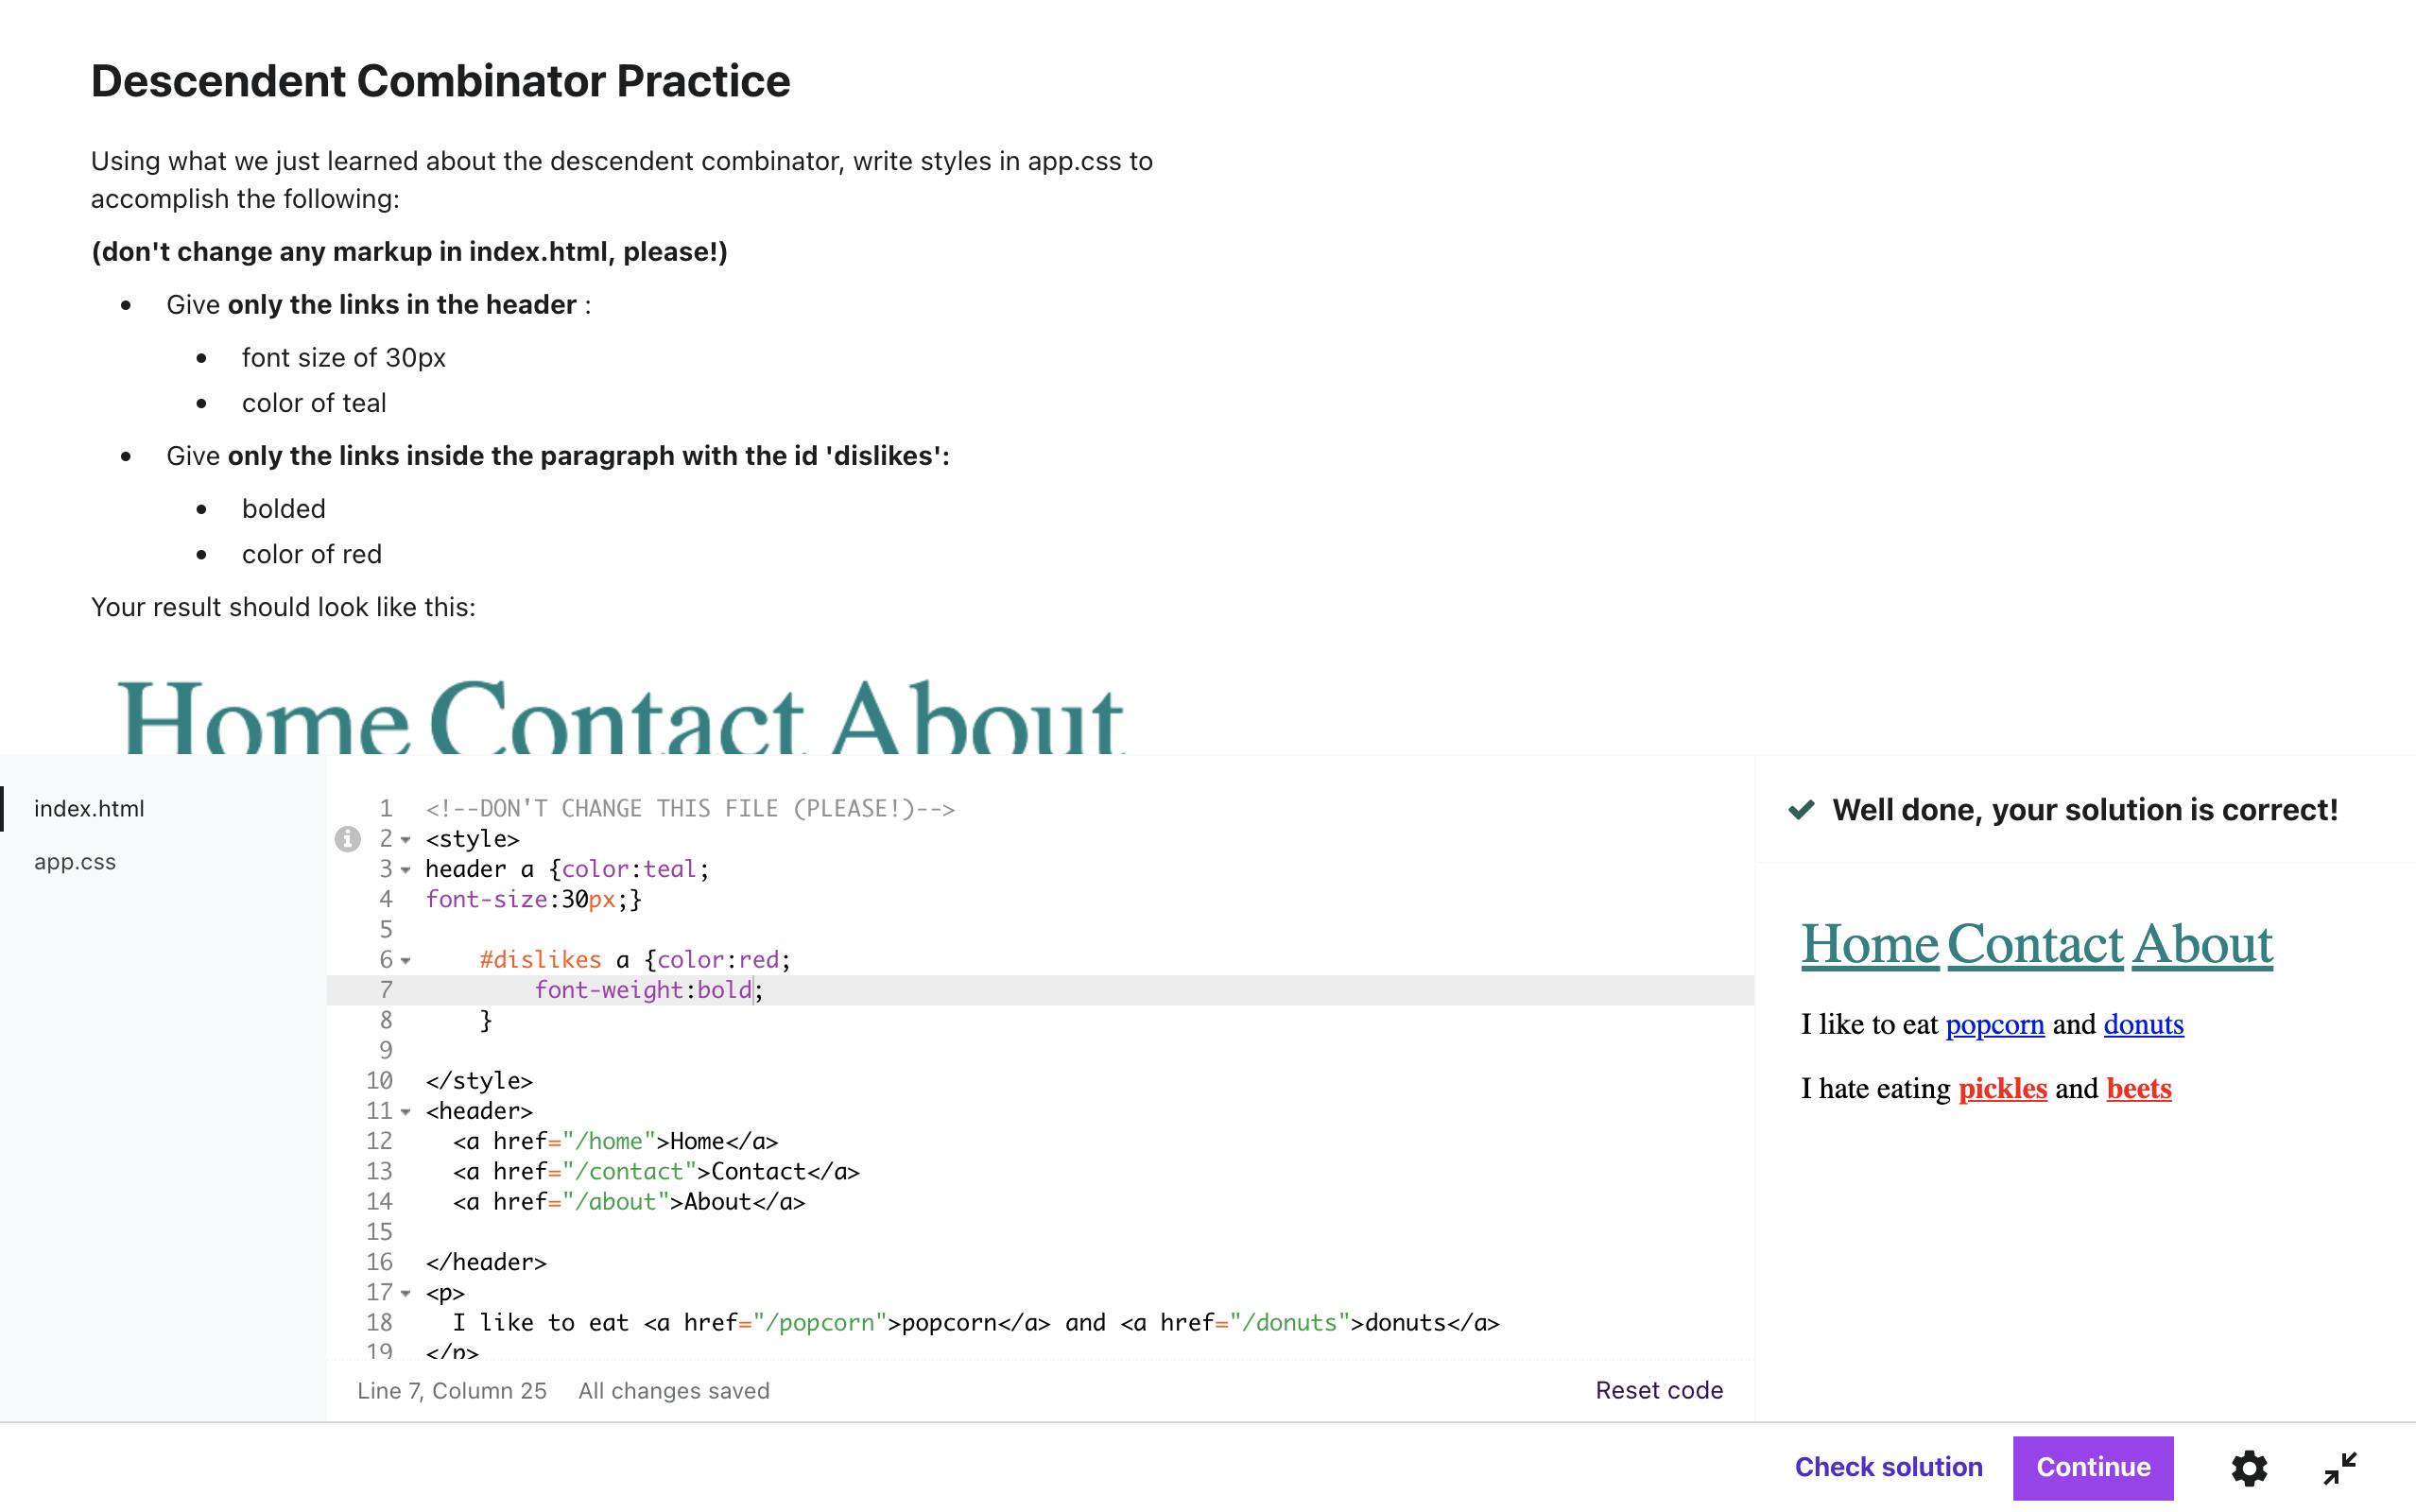 Descendent Combinator Practice
Using what we just learned about the descendent combinator, write styles in app.css to
accomplish the following:
(don't change any markup in index.html, please!)
Give only the links in the header :
font size of 30px
color of teal
Give only the links inside the paragraph with the id 'dislikes':
bolded
color of red
Your result should look like this:
Home Contact About
index.html
app.css
1 <!--DON'T CHANGE THIS FILE (PLEASE!)-->
2 <style>
3 header a {color:teal;
4 font-size:30px;}
5
6 #dislikes a {color:red;
7 font-weight:bold;
8 }
9
10 </style>
11 <header>
12 <a href="/home">Home</a>
13 <a href="/contact">Contact</a>
14 <a href="/about">About</a>
15
16 </header>
17 <p>
18 I like to eat <a href="/popcorn">popcorn</a> and <a href="/donuts">donuts</a>
19 </p>
Line 7, Column 25 All changes saved
Reset code
Well done, your solution is correct!
Home Contact About
I like to eat popcorn and donuts
I hate eating pickles and beets
Check solution
Continue